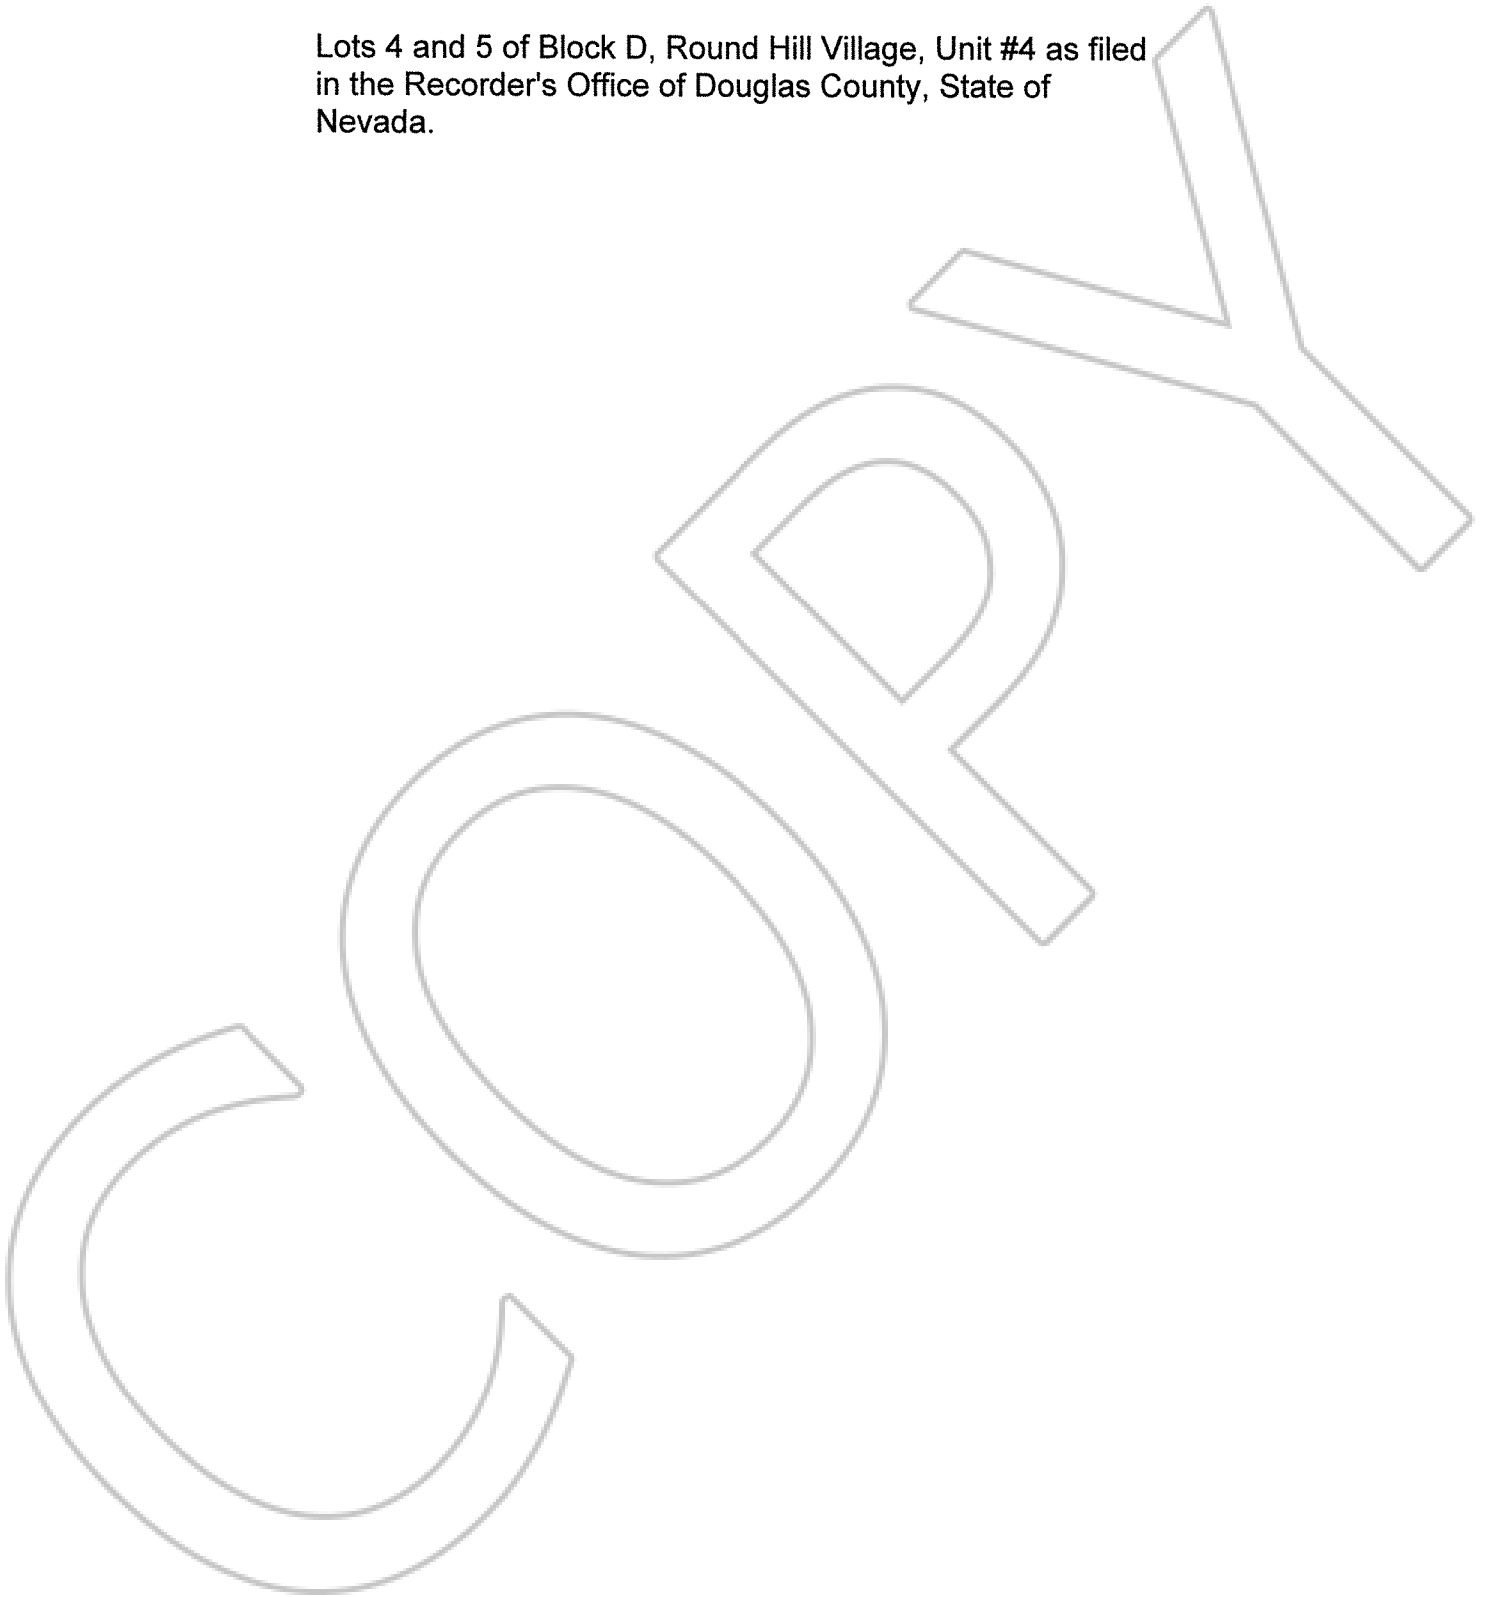 Lots 4 and 5 of Block D, Round Hill Village, Unit #4 as filed
in the Recorder's Office of Douglas County, State of
Nevada.
COPY